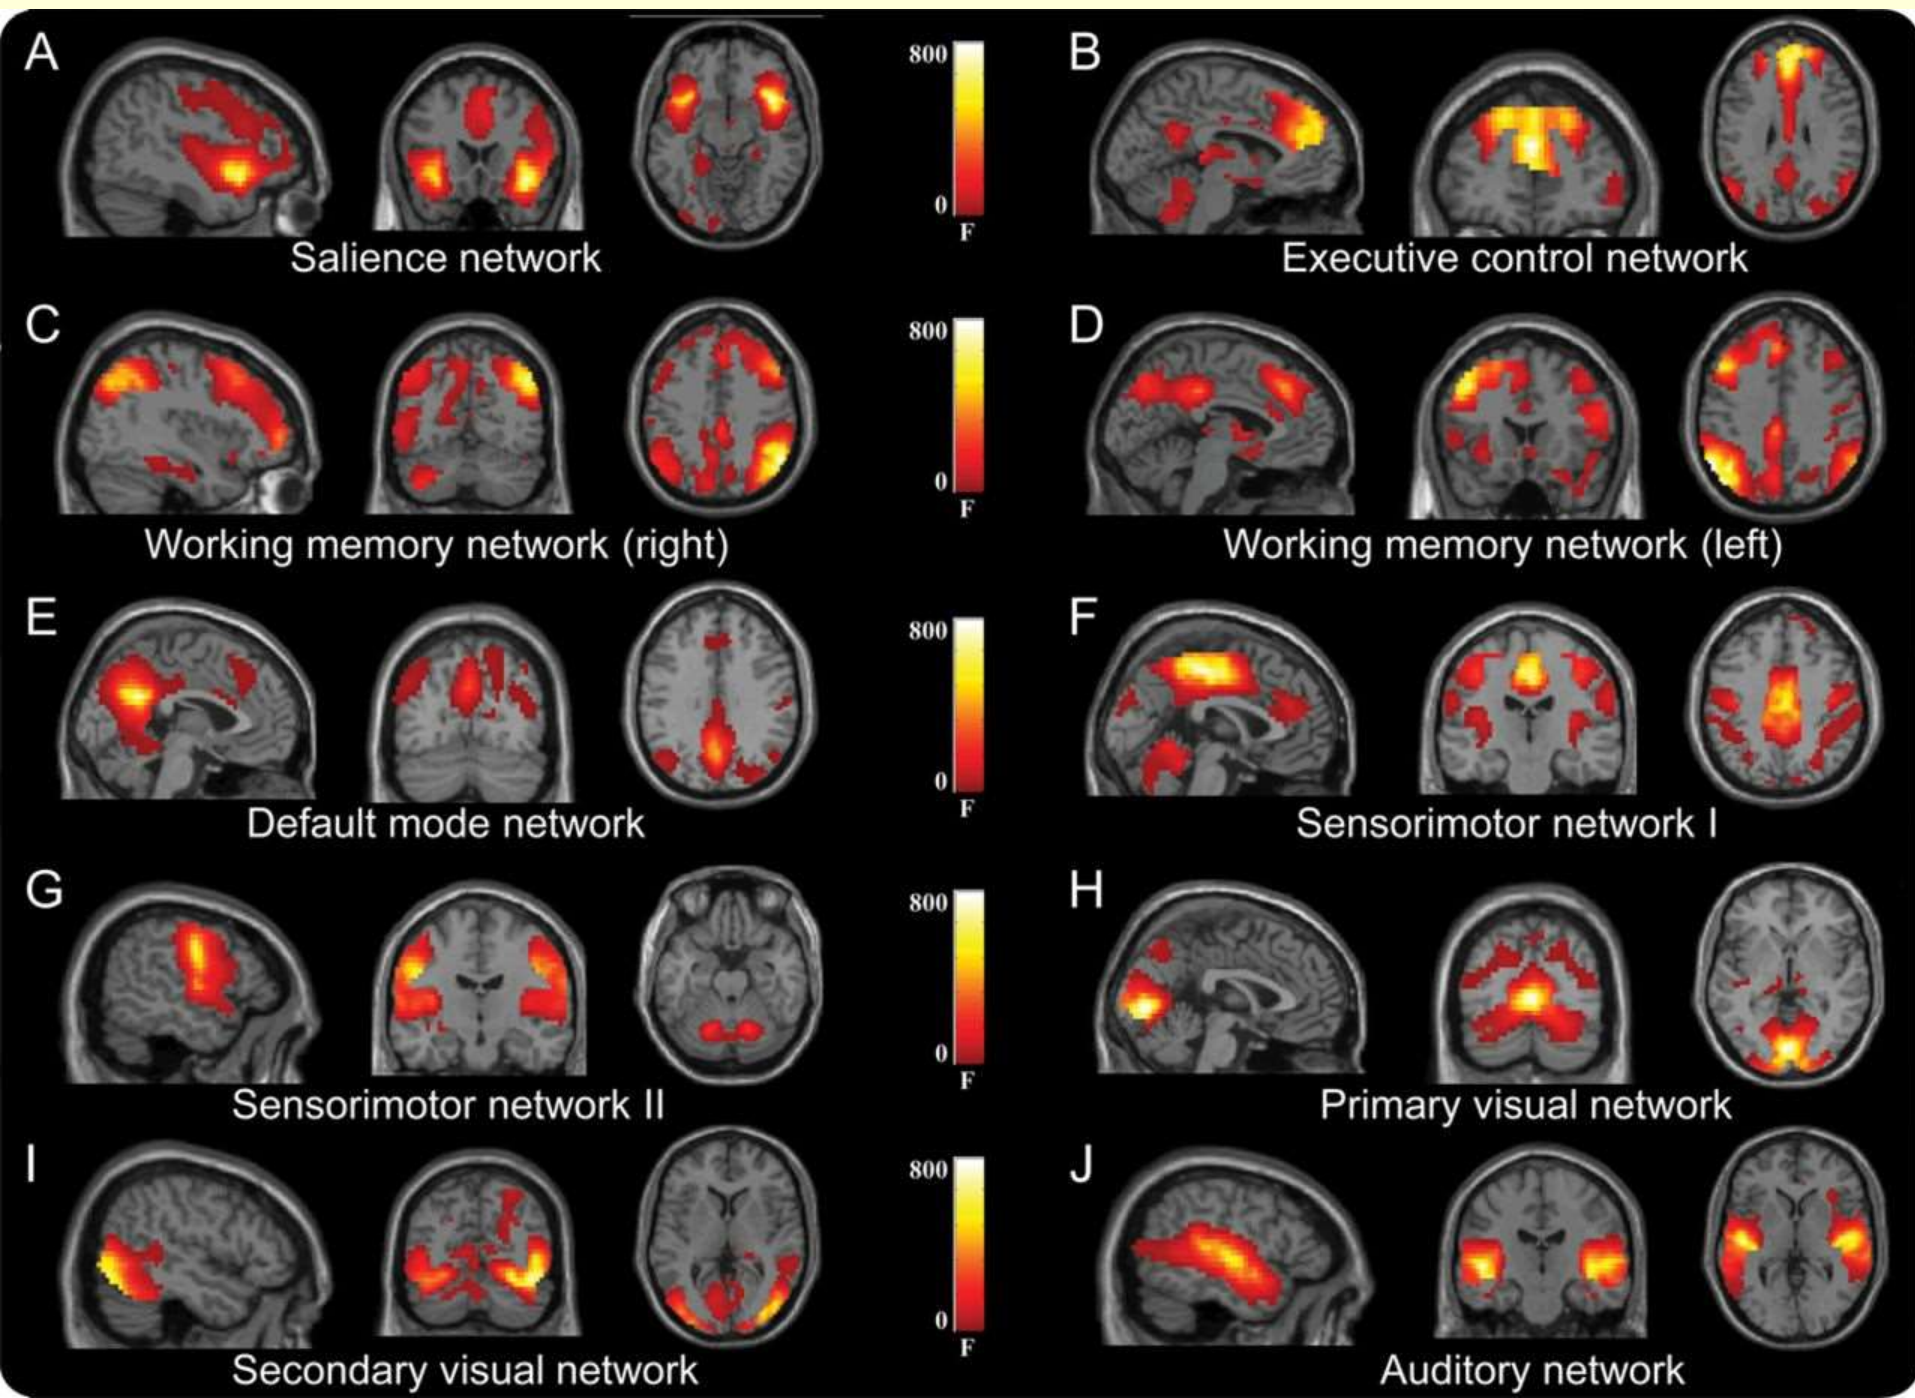 A
800
0
F
Salience network
B
Executive control network
C
800
0
F
Working memory network (right)
D
Working memory network (left)
E
800
0
F
Default mode network
F
Sensorimotor network I
G
800
0
F
Sensorimotor network II
H
Primary visual network
I
800
0
F
Secondary visual network
J
Auditory network